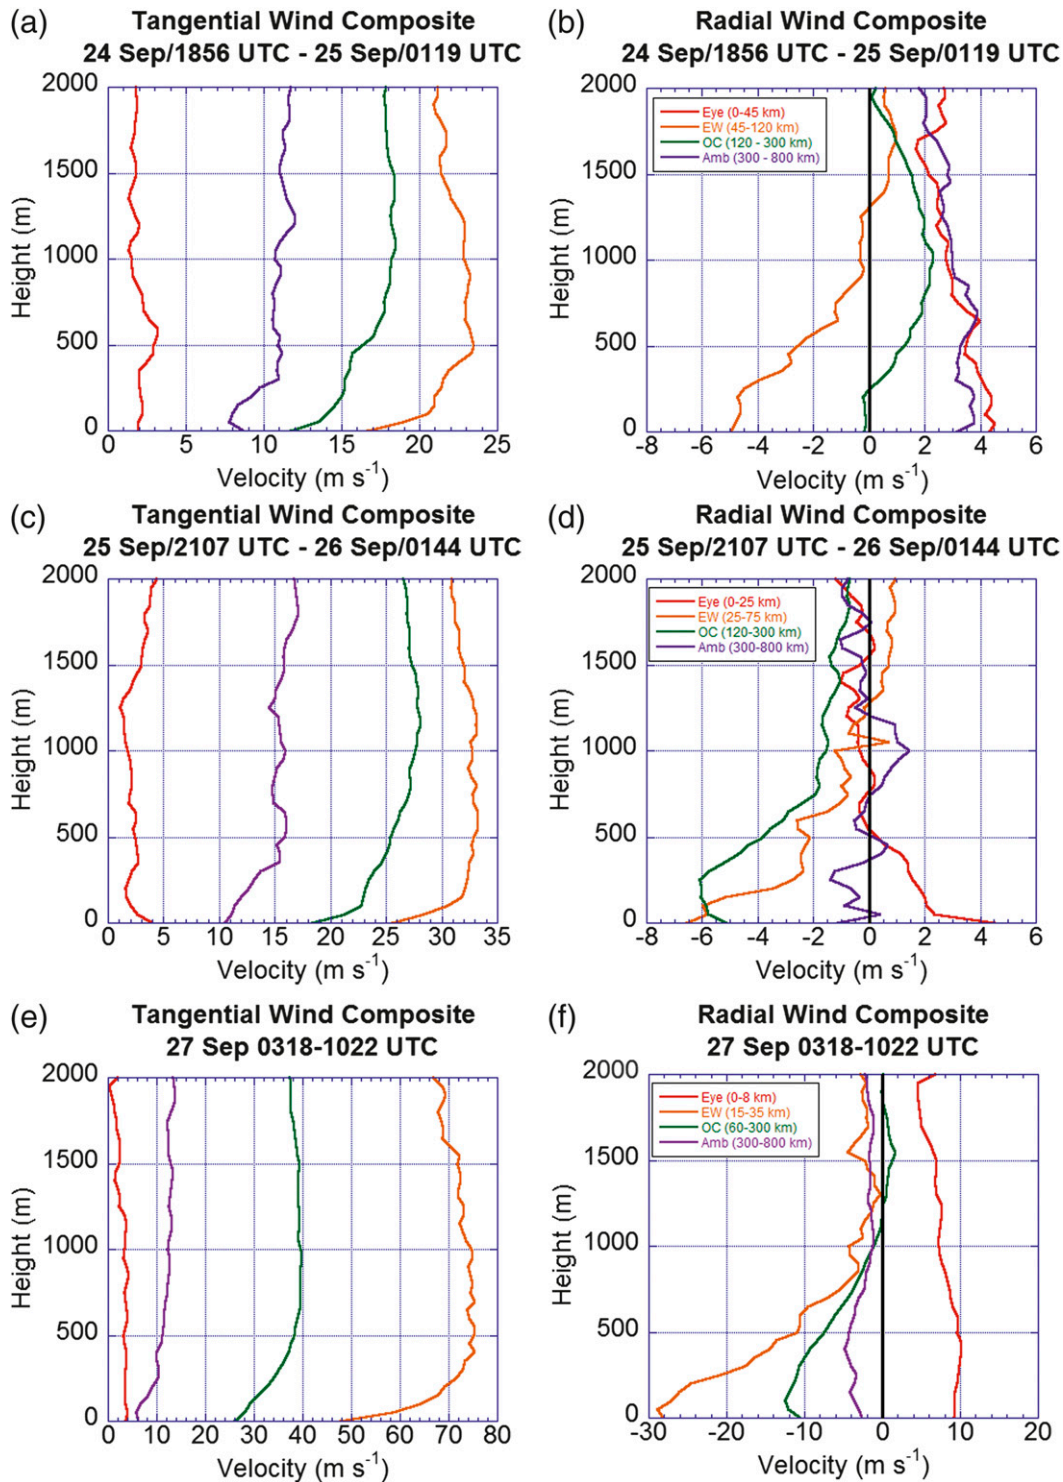 (a) Tangential Wind Composite
24 Sep/1856 UTC - 25 Sep/0119 UTC
2000
1500
1000
500
0
Height (m)
0 5 10 15 20 25
Velocity (m s-1)
(b) Radial Wind Composite
24 Sep/1856 UTC - 25 Sep/0119 UTC
Eye (0-45 km)
EW (45-120 km)
OC (120 - 300 km)
Amb (300 - 800 km)
2000
1500
1000
500
0
Height (m)
-8 -6 -4 -2 0 2 4 6
Velocity (m s-1)
(c) Tangential Wind Composite
25 Sep/2107 UTC - 26 Sep/0144 UTC
2000
1500
1000
500
0
Height (m)
0 5 10 15 20 25 30 35
Velocity (m s-1)
(d) Radial Wind Composite
25 Sep/2107 UTC - 26 Sep/0144 UTC
Eye (0-25 km)
EW (25-75 km)
OC (120-300 km)
Amb (300-800 km)
2000
1500
1000
500
0
Height (m)
-8 -6 -4 -2 0 2 4 6
Velocity (m s-1)
(e) Tangential Wind Composite
27 Sep 0318-1022 UTC
2000
1500
1000
500
0
Height (m)
0 10 20 30 40 50 60 70 80
Velocity (m s-1)
(f) Radial Wind Composite
27 Sep 0318-1022 UTC
Eye (0-8 km)
EW (15-35 km)
OC (60-300 km)
Amb (300-800 km)
2000
1500
1000
500
0
Height (m)
-30 -20 -10 0 10 20
Velocity (m s-1)